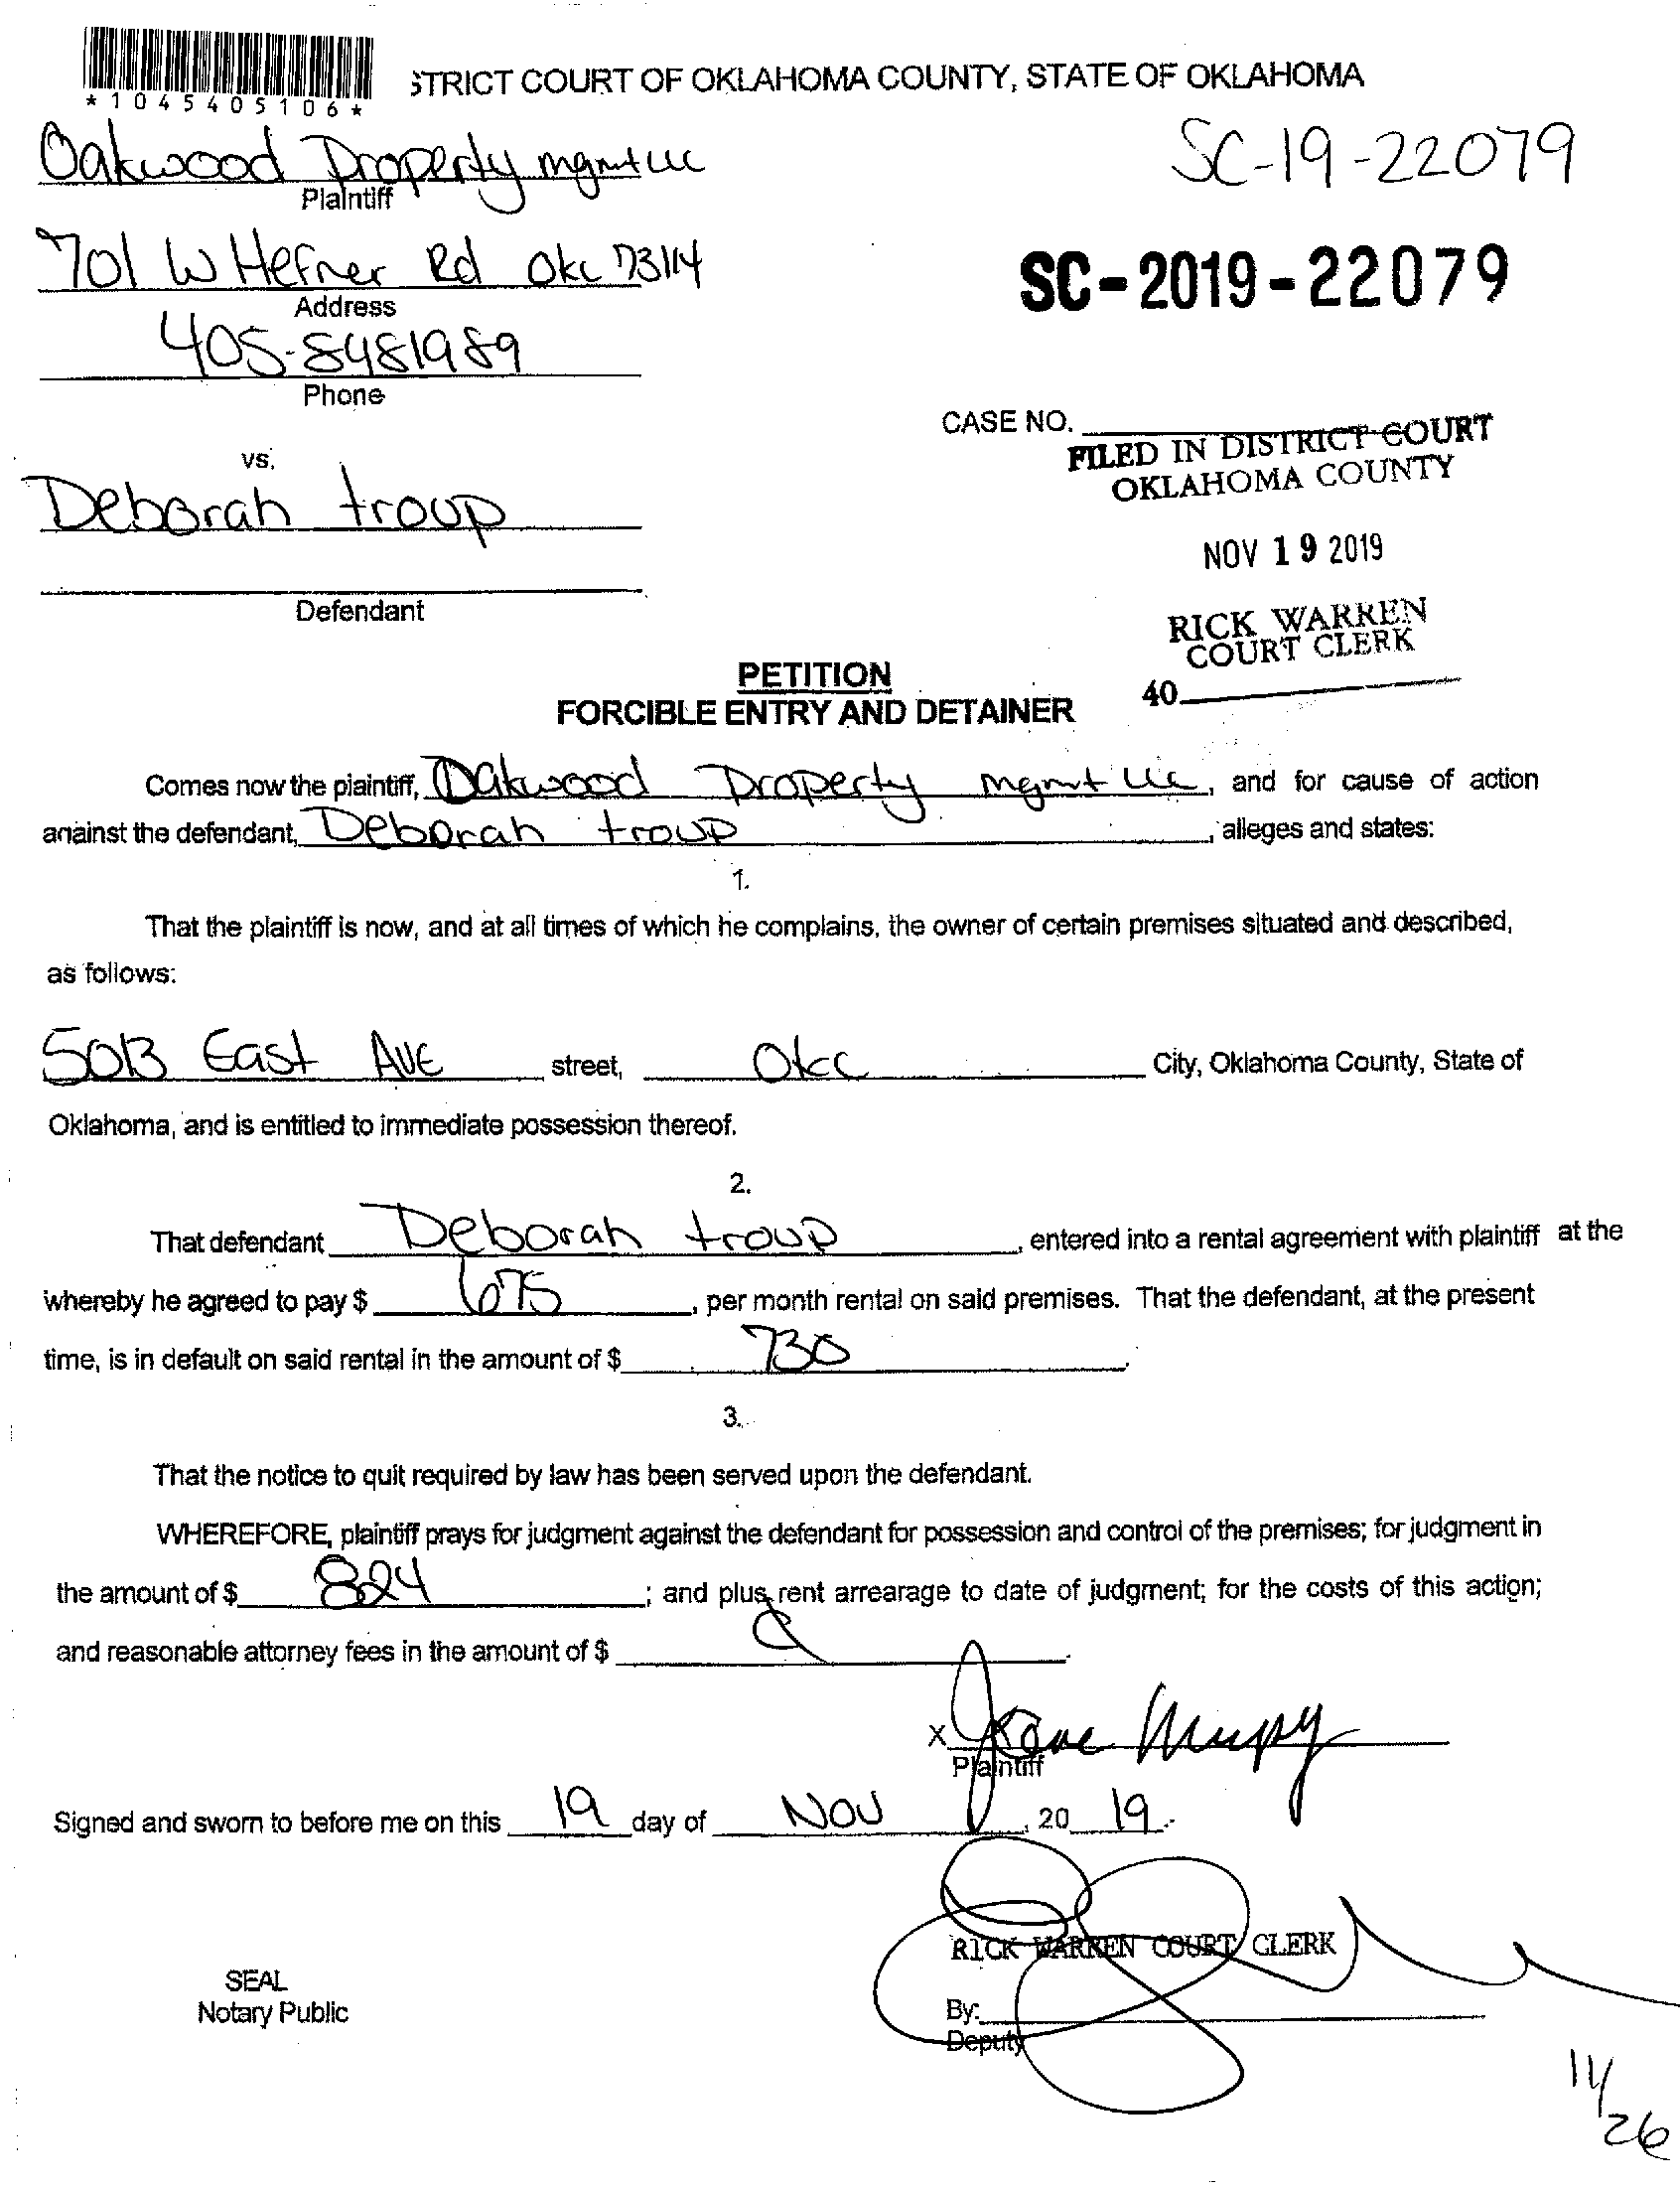 *1045405106*
STRICT COURT OF OKLAHOMA COUNTY, STATE OF OKLAHOMA
Oakwood Property mgmt LLC
Plaintiff
SC-19-22079
701 W Hefner Rd Okc 73114
Address
SC-2019-22079
405-8481989
Phone
CASE NO.
FILED IN DISTRICT COURT
OKLAHOMA COUNTY
vs.
Deborah troup
NOV 19 2019
Defendant
RICK WARREN
COURT CLERK
40
PETITION
FORCIBLE ENTRY AND DETAINER
Comes now the plaintiff, Oakwood Property mgmt LLC, and for cause of action
against the defendant, Deborah troup, alleges and states:
1.
That the plaintiff is now, and at all times of which he complains, the owner of certain premises situated and described,
as follows:
5013 East AVE street, Okc City, Oklahoma County, State of
Oklahoma, and is entitled to immediate possession thereof.
2.
That defendant Deborah troup, entered into a rental agreement with plaintiff at the
whereby he agreed to pay $ 675, per month rental on said premises. That the defendant, at the present
time, is in default on said rental in the amount of $ 730.
3.
That the notice to quit required by law has been served upon the defendant.
WHEREFORE, plaintiff prays for judgment against the defendant for possession and control of the premises; for judgment in
the amount of $ 824; and plus rent arrearage to date of judgment; for the costs of this action;
and reasonable attorney fees in the amount of $
X
Plaintiff
Signed and sworn to before me on this 19 day of Nov, 20 19.
RICK WARREN COURT CLERK
SEAL
Notary Public
By:
Deputy
11/26